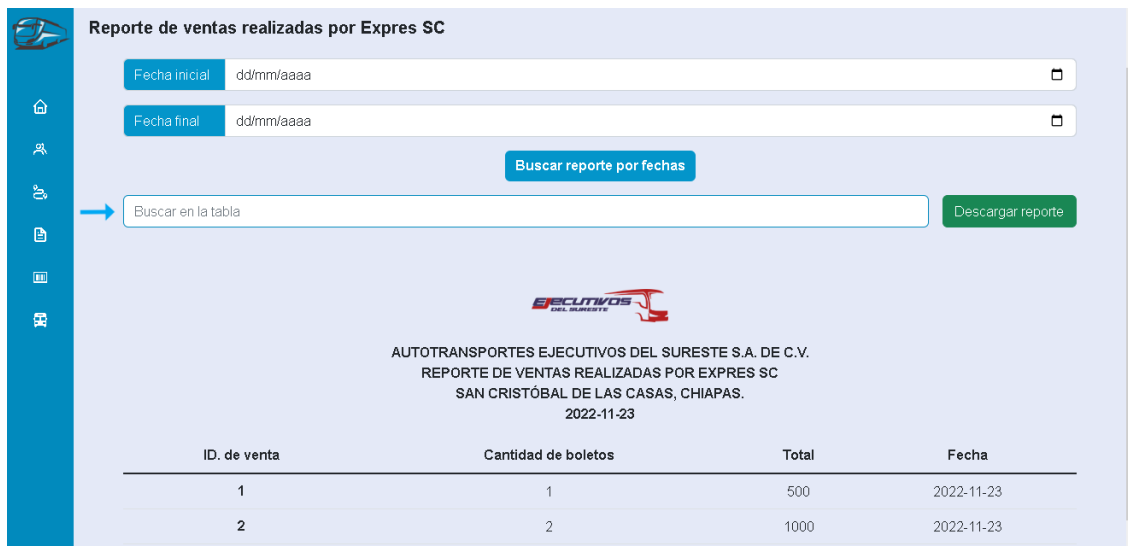 Reporte de ventas realizadas por Expres SC
Fecha inicial dd/mm/aaaa
Fecha final dd/mm/aaaa
Buscar reporte por fechas
Buscar en la tabla Descargar reporte
EJECUTIVOS
DEL SURESTE
AUTOTRANSPORTES EJECUTIVOS DEL SURESTE S.A. DE C.V.
REPORTE DE VENTAS REALIZADAS POR EXPRES SC
SAN CRISTÓBAL DE LAS CASAS, CHIAPAS.
2022-11-23
ID. de venta Cantidad de boletos Total Fecha
1 1 500 2022-11-23
2 2 1000 2022-11-23